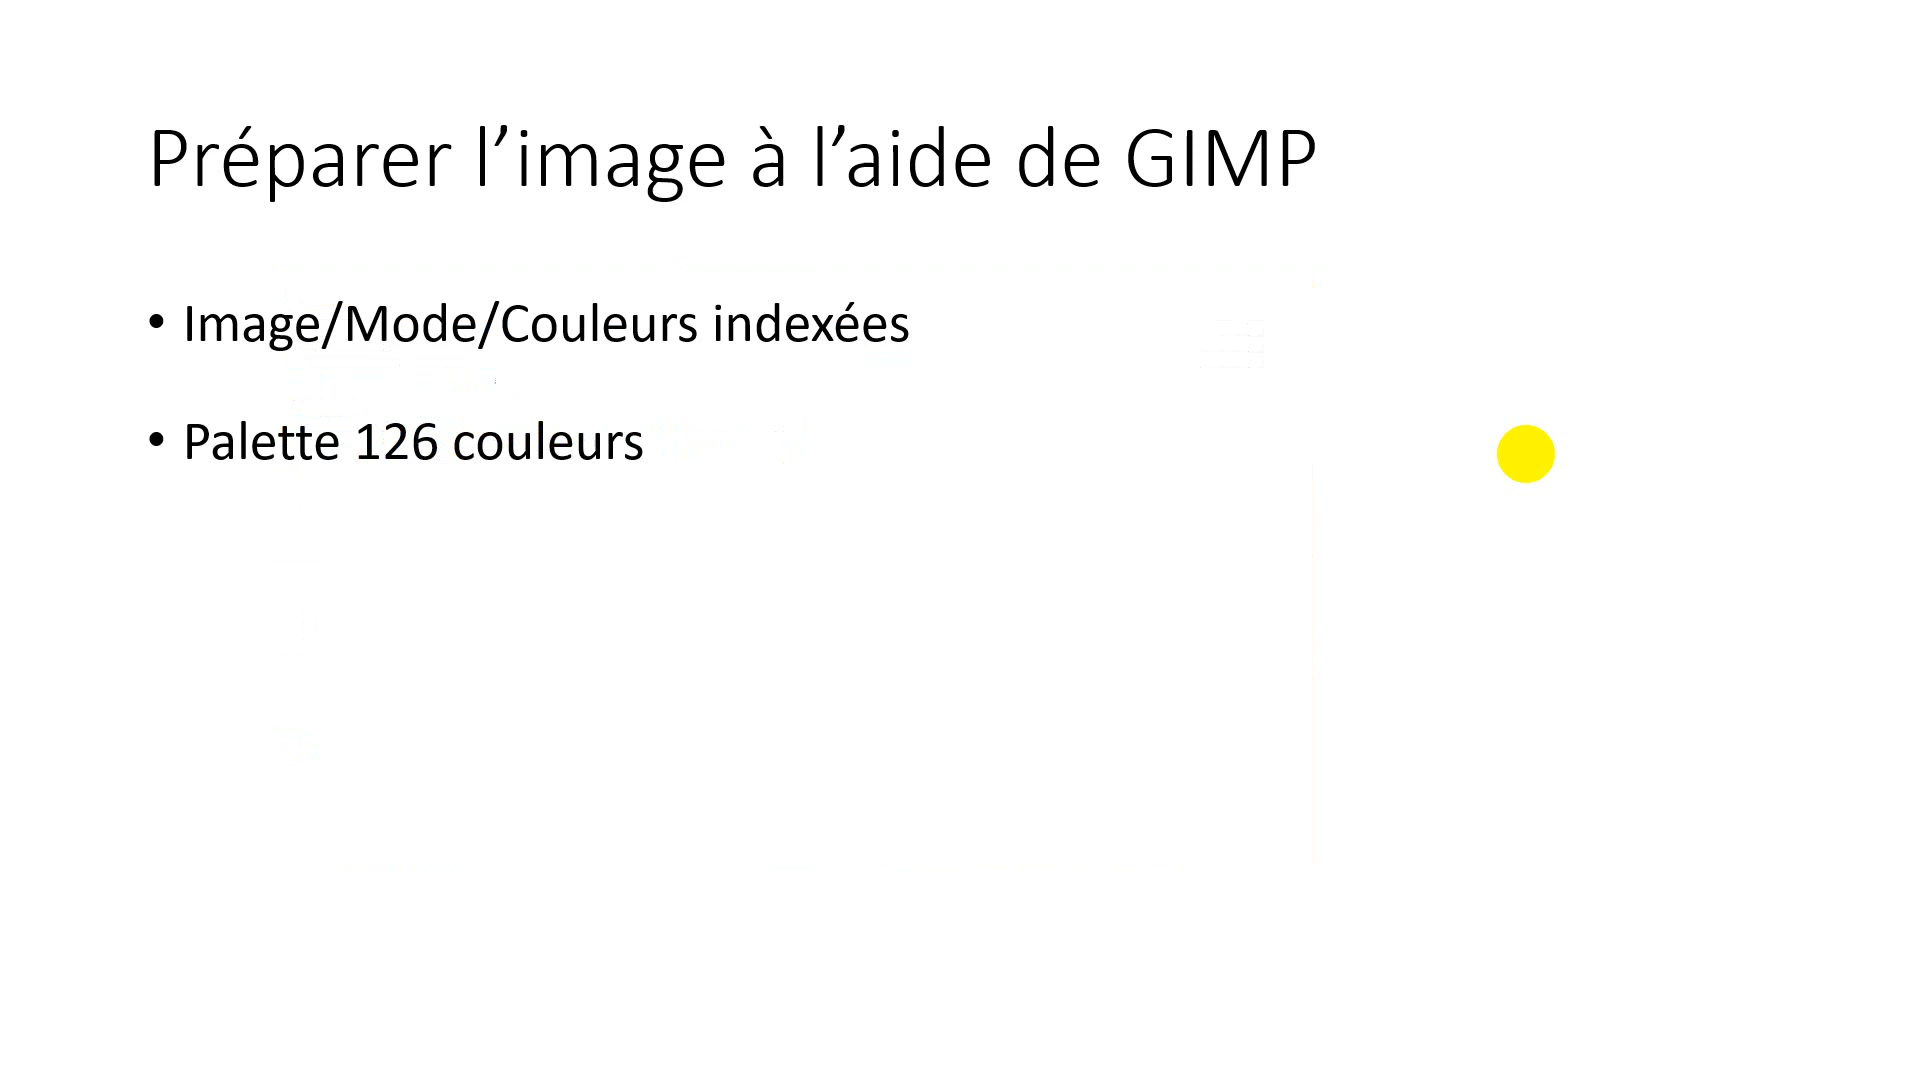 Préparer l’image à l’aide de GIMP
• Image/Mode/Couleurs indexées
• Palette 126 couleurs